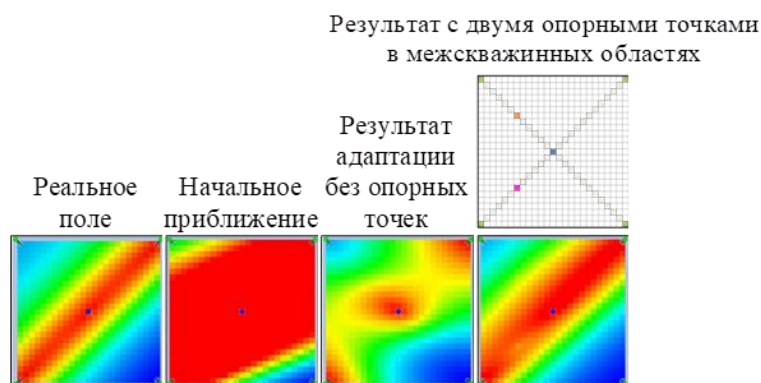 Результат с двумя опорными точками
в межскважинных областях
Реальное
поле
Начальное
приближение
Результат
адаптации
без опорных
точек